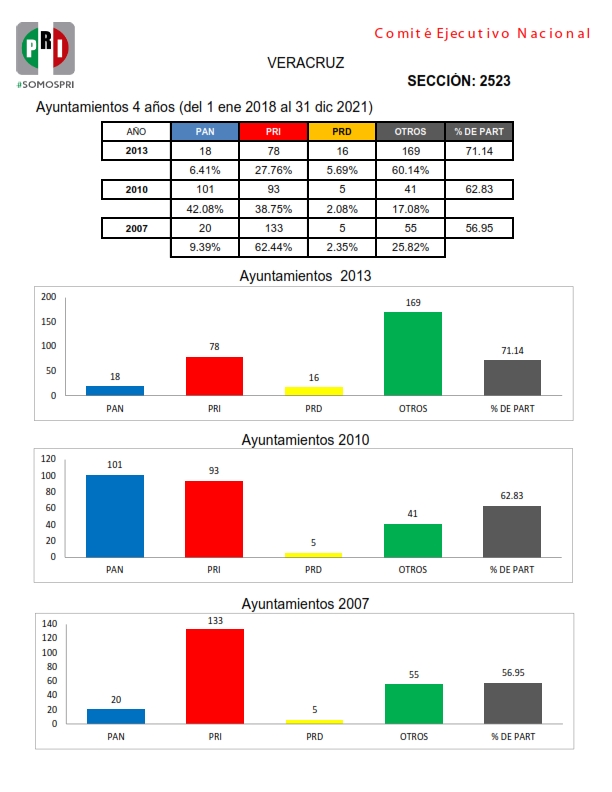 Comité Ejecutivo Nacional
PRI
#SOMOSPRI
VERACRUZ
SECCIÓN: 2523
Ayuntamientos 4 años (del 1 ene 2018 al 31 dic 2021)
AÑO PAN PRI PRD OTROS % DE PART
2013 18 78 16 169 71.14
6.41% 27.76% 5.69% 60.14%
2010 101 93 5 41 62.83
42.08% 38.75% 2.08% 17.08%
2007 20 133 5 55 56.95
9.39% 62.44% 2.35% 25.82%
Ayuntamientos 2013
200
150
100
50
0
18 78 16 169 71.14
PAN PRI PRD OTROS % DE PART
Ayuntamientos 2010
120
100
80
60
40
20
0
101 93 5 41 62.83
PAN PRI PRD OTROS % DE PART
Ayuntamientos 2007
140
120
100
80
60
40
20
0
20 133 5 55 56.95
PAN PRI PRD OTROS % DE PART